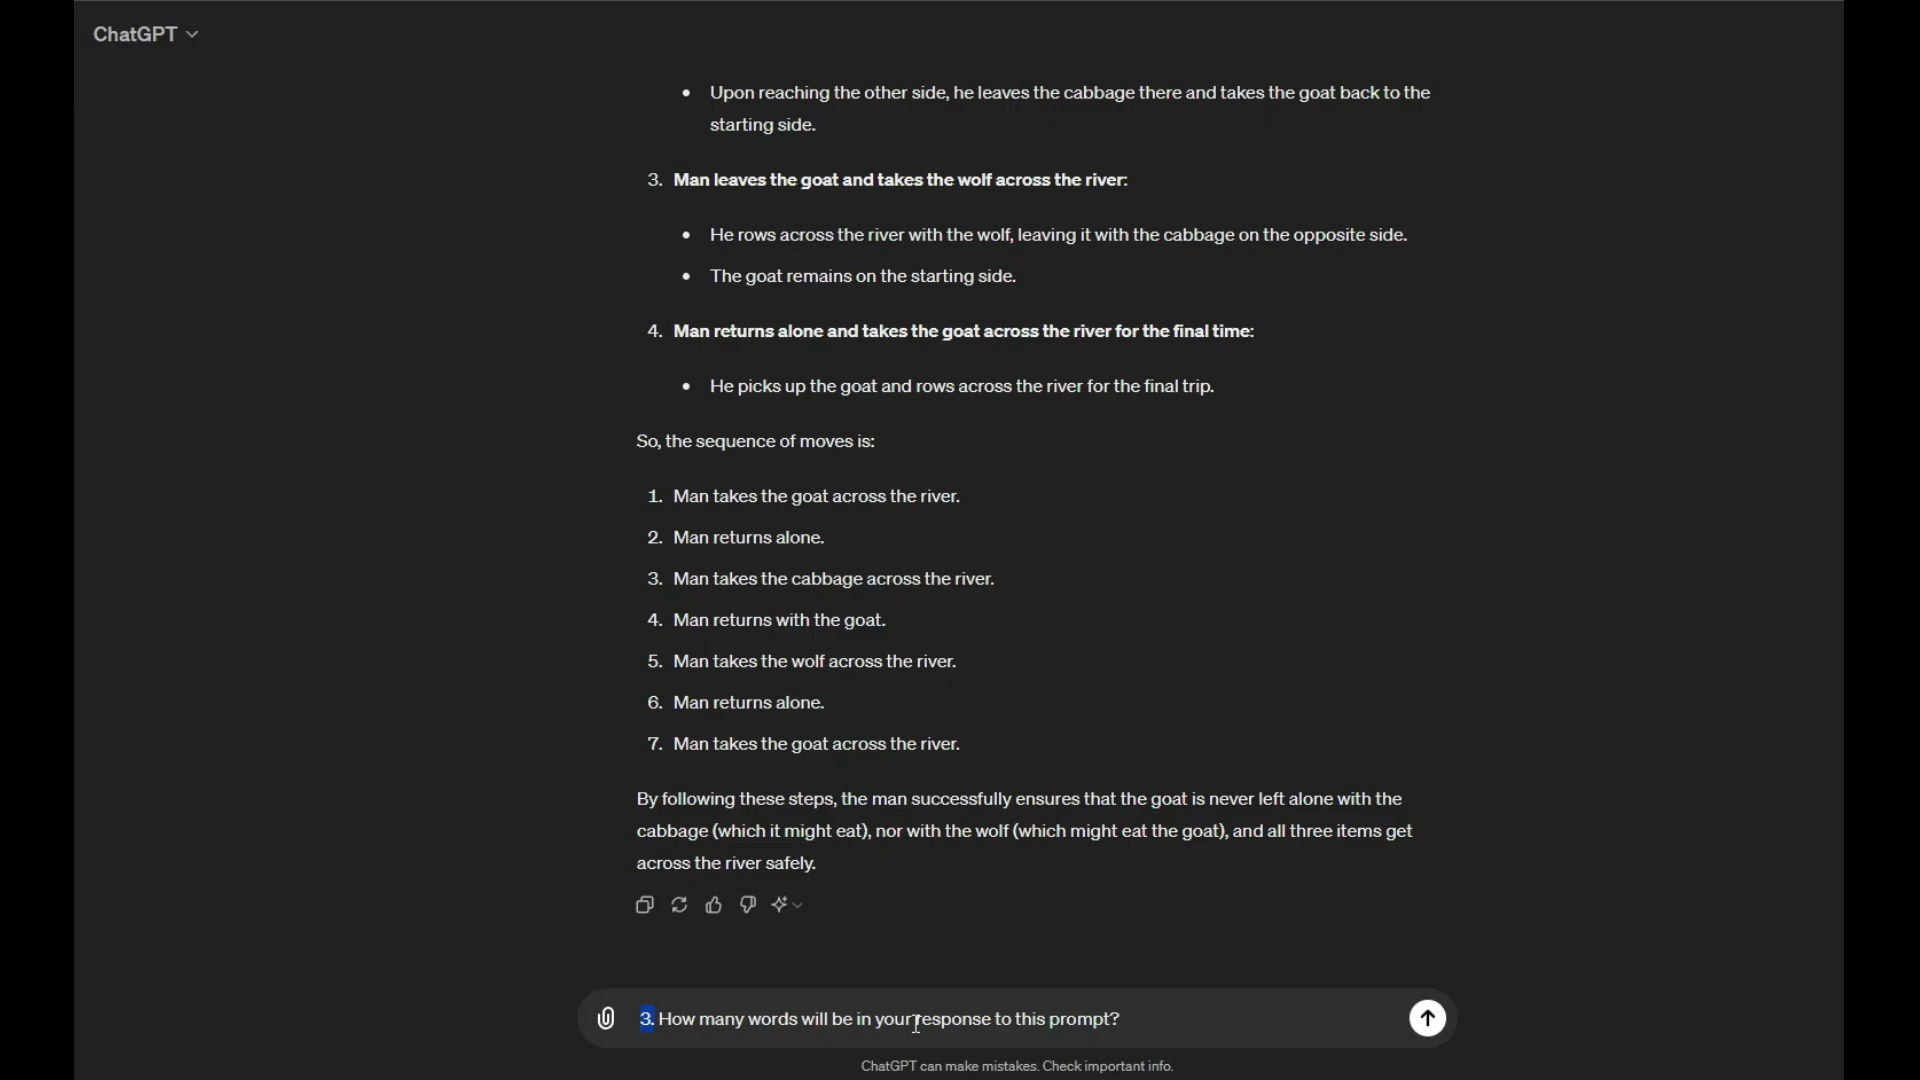 ChatGPT
• Upon reaching the other side, he leaves the cabbage there and takes the goat back to the
starting side.
3. Man leaves the goat and takes the wolf across the river:
• He rows across the river with the wolf, leaving it with the cabbage on the opposite side.
• The goat remains on the starting side.
4. Man returns alone and takes the goat across the river for the final time:
• He picks up the goat and rows across the river for the final trip.
So, the sequence of moves is:
1. Man takes the goat across the river.
2. Man returns alone.
3. Man takes the cabbage across the river.
4. Man returns with the goat.
5. Man takes the wolf across the river.
6. Man returns alone.
7. Man takes the goat across the river.
By following these steps, the man successfully ensures that the goat is never left alone with the
cabbage (which it might eat), nor with the wolf (which might eat the goat), and all three items get
across the river safely.
3. How many words will be in your response to this prompt?
ChatGPT can make mistakes. Check important info.